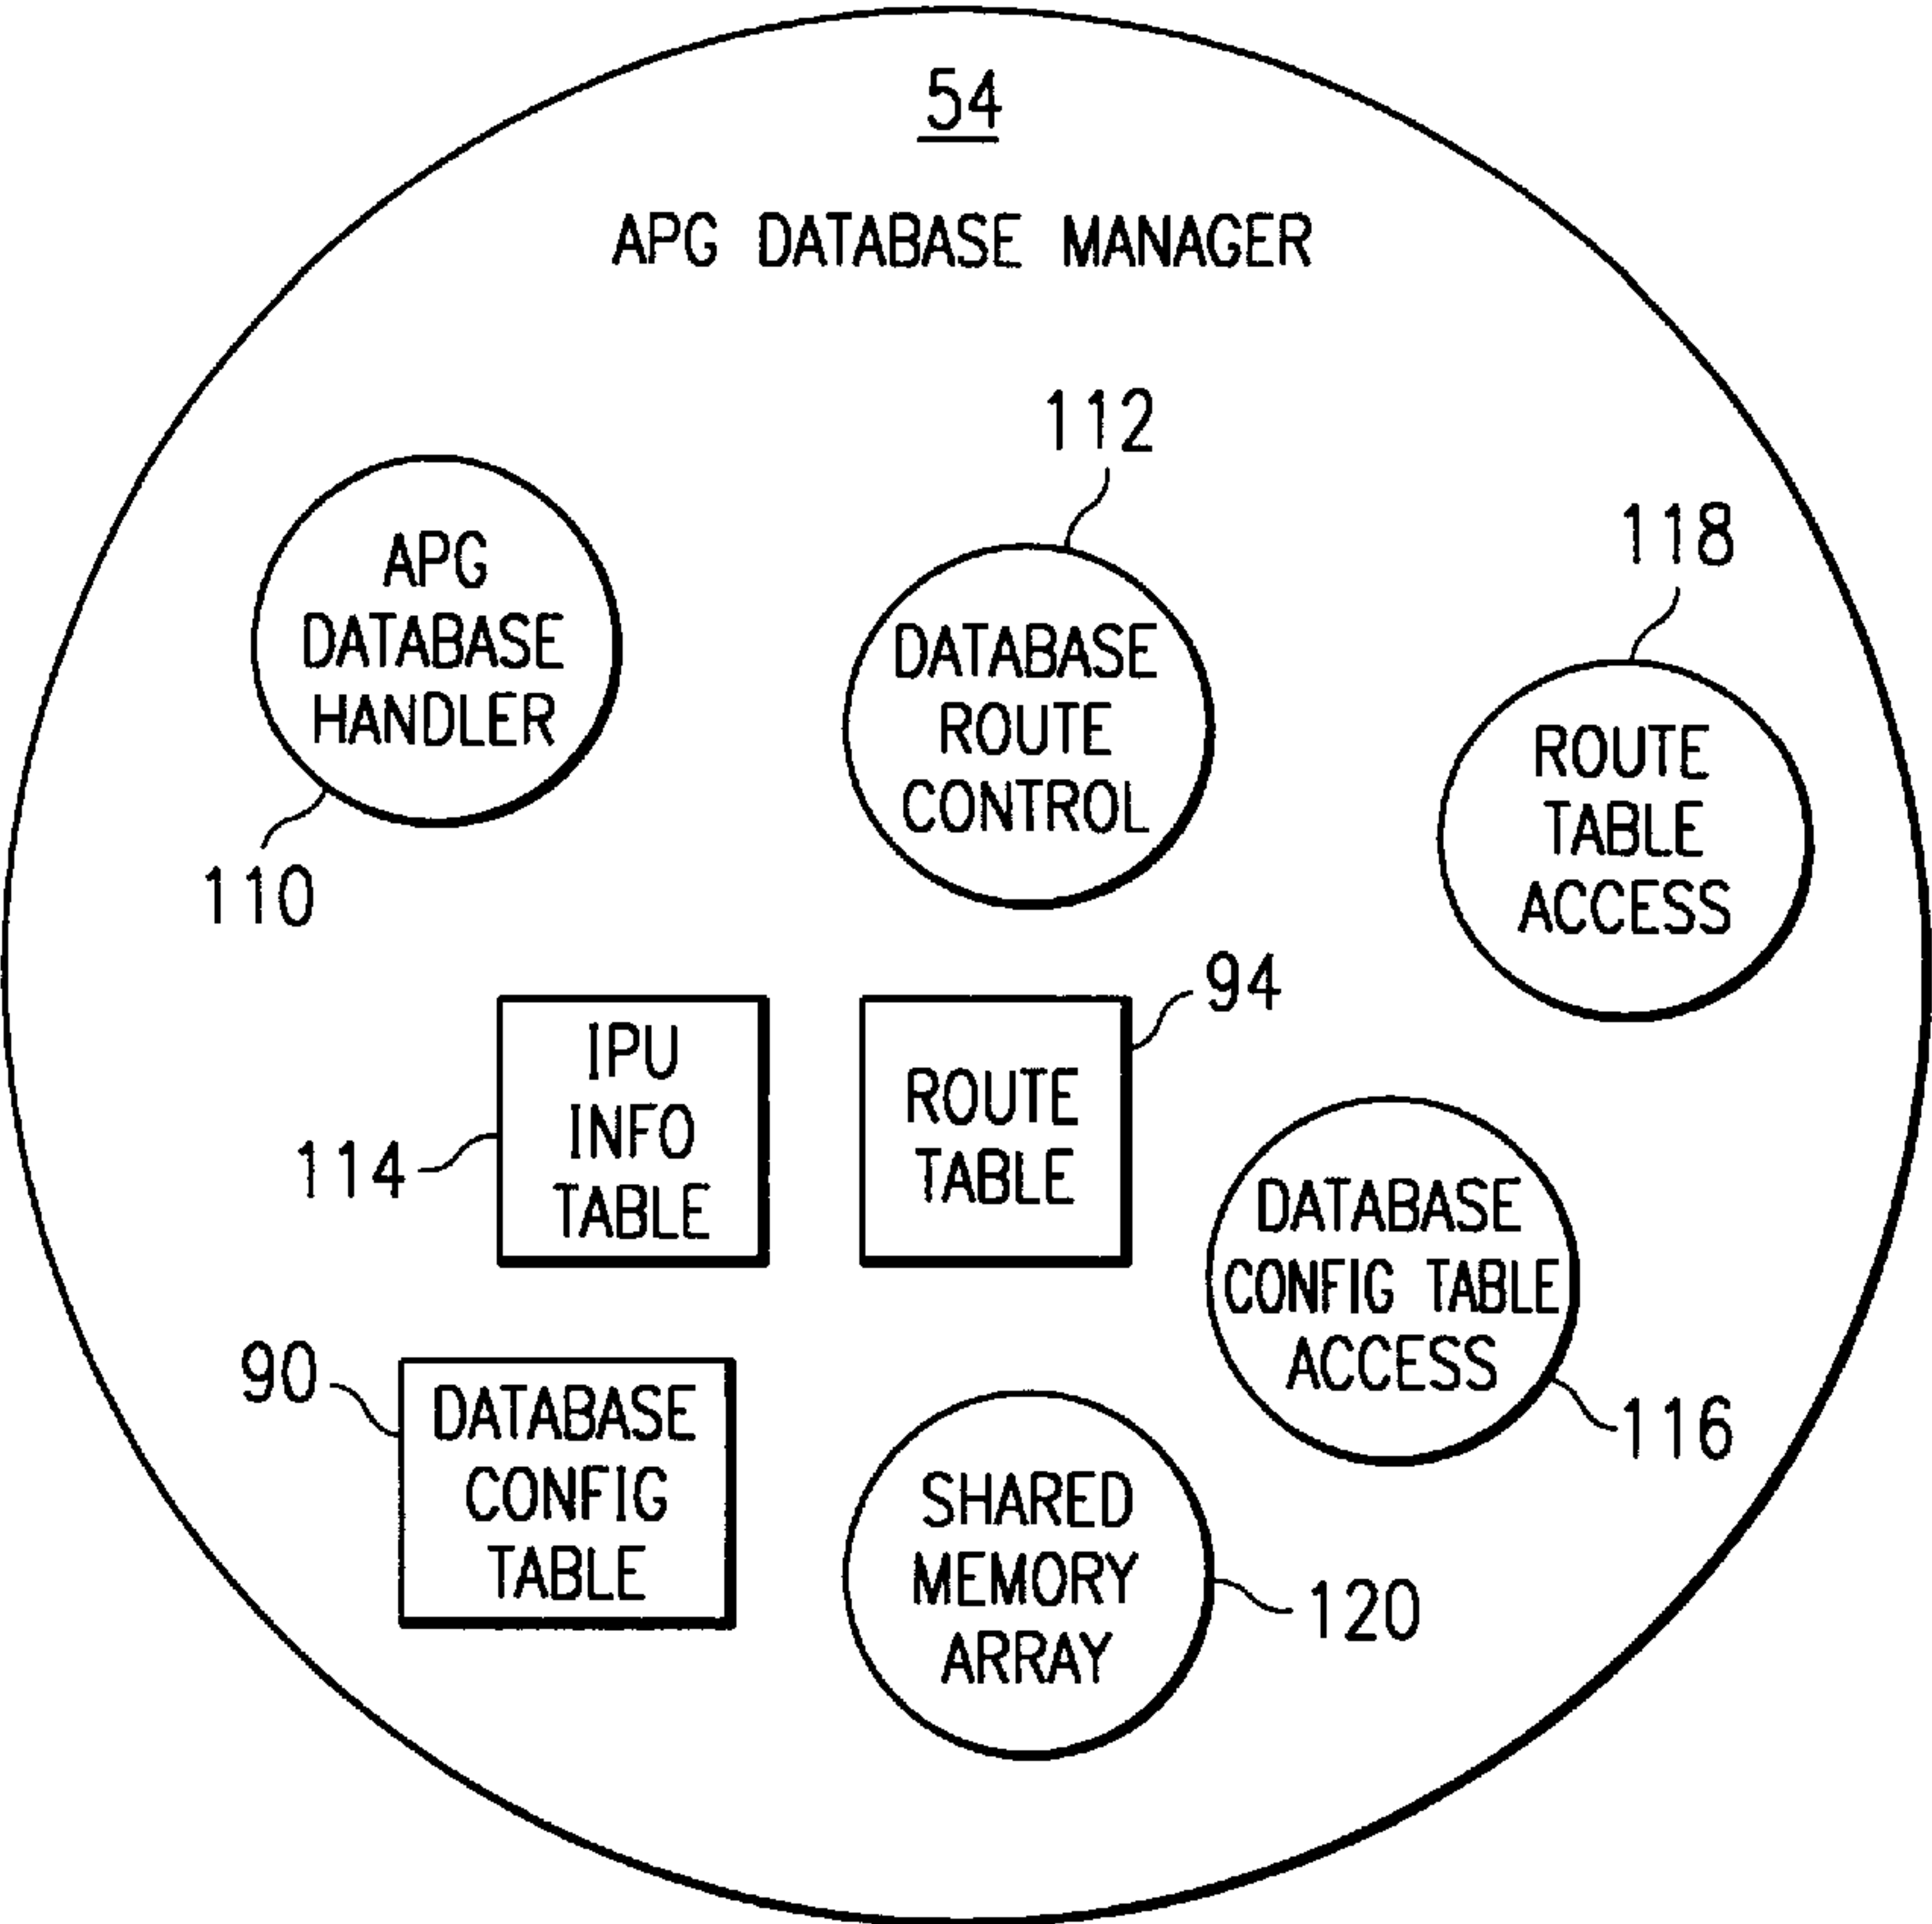 54
APG DATABASE MANAGER
112
118
APG
DATABASE
HANDLER
110
DATABASE
ROUTE
CONTROL
ROUTE
TABLE
ACCESS
94
IPU
INFO
TABLE
114
ROUTE
TABLE
DATABASE
CONFIG TABLE
ACCESS
116
90
DATABASE
CONFIG
TABLE
SHARED
MEMORY
ARRAY
120